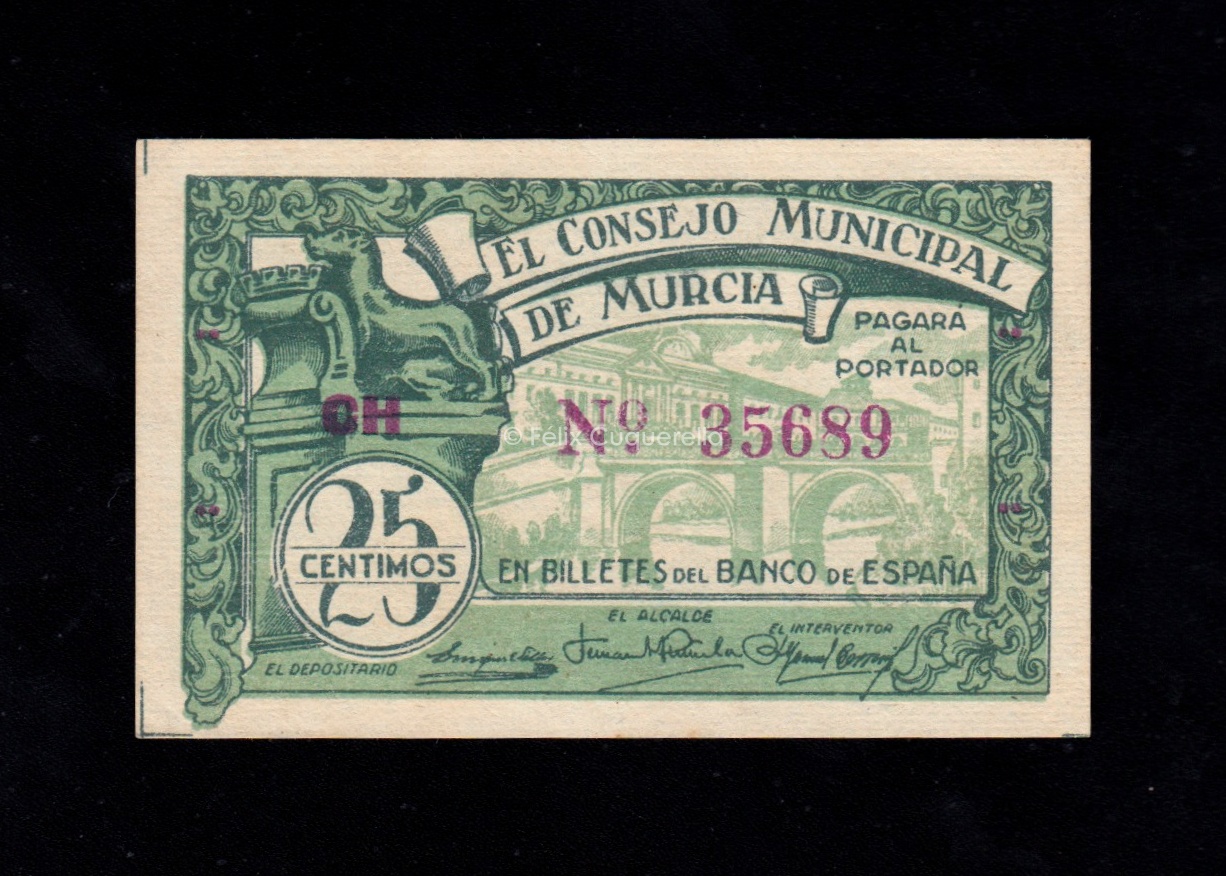 EL CONSEJO MUNICIPAL
DE MURCIA
PAGARÁ
AL
PORTADOR
CH
Nº 35689
© Felix Cuquerella
25
CENTIMOS
EN BILLETES DEL BANCO DE ESPAÑA
EL ALCALDE
EL INTERVENTOR
EL DEPOSITARIO